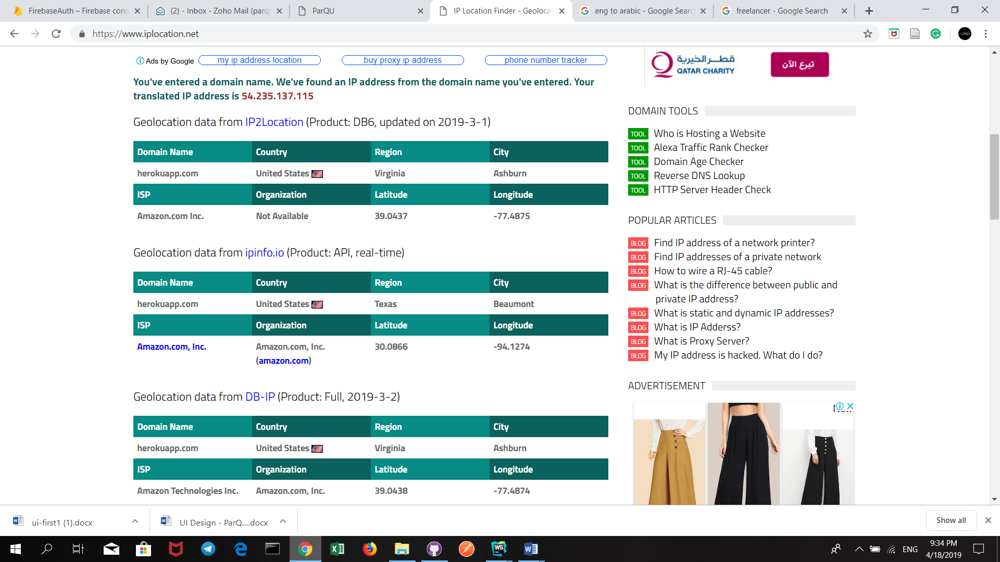 FirebaseAuth – Firebase cons
(2) - Inbox - Zoho Mail (parq
ParQU
IP Location Finder - Geolocat
eng to arabic - Google Searc
freelancer - Google Search
https://www.iplocation.net
Ads by Google
my ip address location
buy proxy ip address
phone number tracker
You've entered a domain name. We've found an IP address from the domain name you've entered. Your
translated IP address is 54.235.137.115
Geolocation data from IP2Location (Product: DB6, updated on 2019-3-1)
Domain Name Country Region City
herokuapp.com United States Virginia Ashburn
ISP Organization Latitude Longitude
Amazon.com Inc. Not Available 39.0437 -77.4875
Geolocation data from ipinfo.io (Product: API, real-time)
Domain Name Country Region City
herokuapp.com United States Texas Beaumont
ISP Organization Latitude Longitude
Amazon.com, Inc. Amazon.com, Inc. 30.0866 -94.1274
(amazon.com)
Geolocation data from DB-IP (Product: Full, 2019-3-2)
Domain Name Country Region City
herokuapp.com United States Virginia Ashburn
ISP Organization Latitude Longitude
Amazon Technologies Inc. Amazon.com, Inc. 39.0438 -77.4874
قطر الخيرية
QATAR CHARITY
تبرع الآن
DOMAIN TOOLS
TOOL Who is Hosting a Website
TOOL Alexa Traffic Rank Checker
TOOL Domain Age Checker
TOOL Reverse DNS Lookup
TOOL HTTP Server Header Check
POPULAR ARTICLES
BLOG Find IP address of a network printer?
BLOG Find IP addresses of a private network
BLOG How to wire a RJ-45 cable?
BLOG What is the difference between public and
private IP address?
BLOG What is static and dynamic IP addresses?
BLOG What is IP Adderss?
BLOG What is Proxy Server?
BLOG My IP address is hacked. What do I do?
ADVERTISEMENT
ui-first1 (1).docx
UI Design - ParQ....docx
Show all
ENG
9:34 PM
4/18/2019